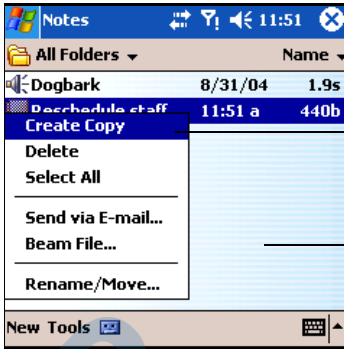 Notes 11:51
All Folders Name
Dogbark 8/31/04 1.9s
Reschedule staff 11:51 a 440b
Create Copy
Delete
Select All
Send via E-mail...
Beam File...
Rename/Move...
New Tools